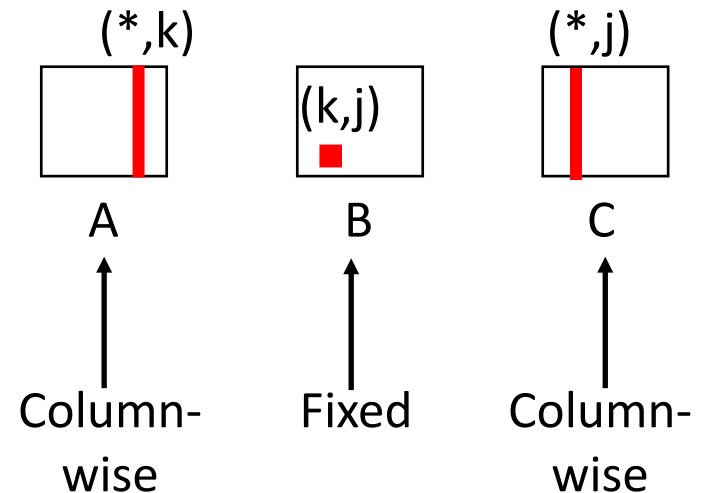 (*,k)
(*,j)
(k,j)
A
B
C
Column-
wise
Fixed
Column-
wise